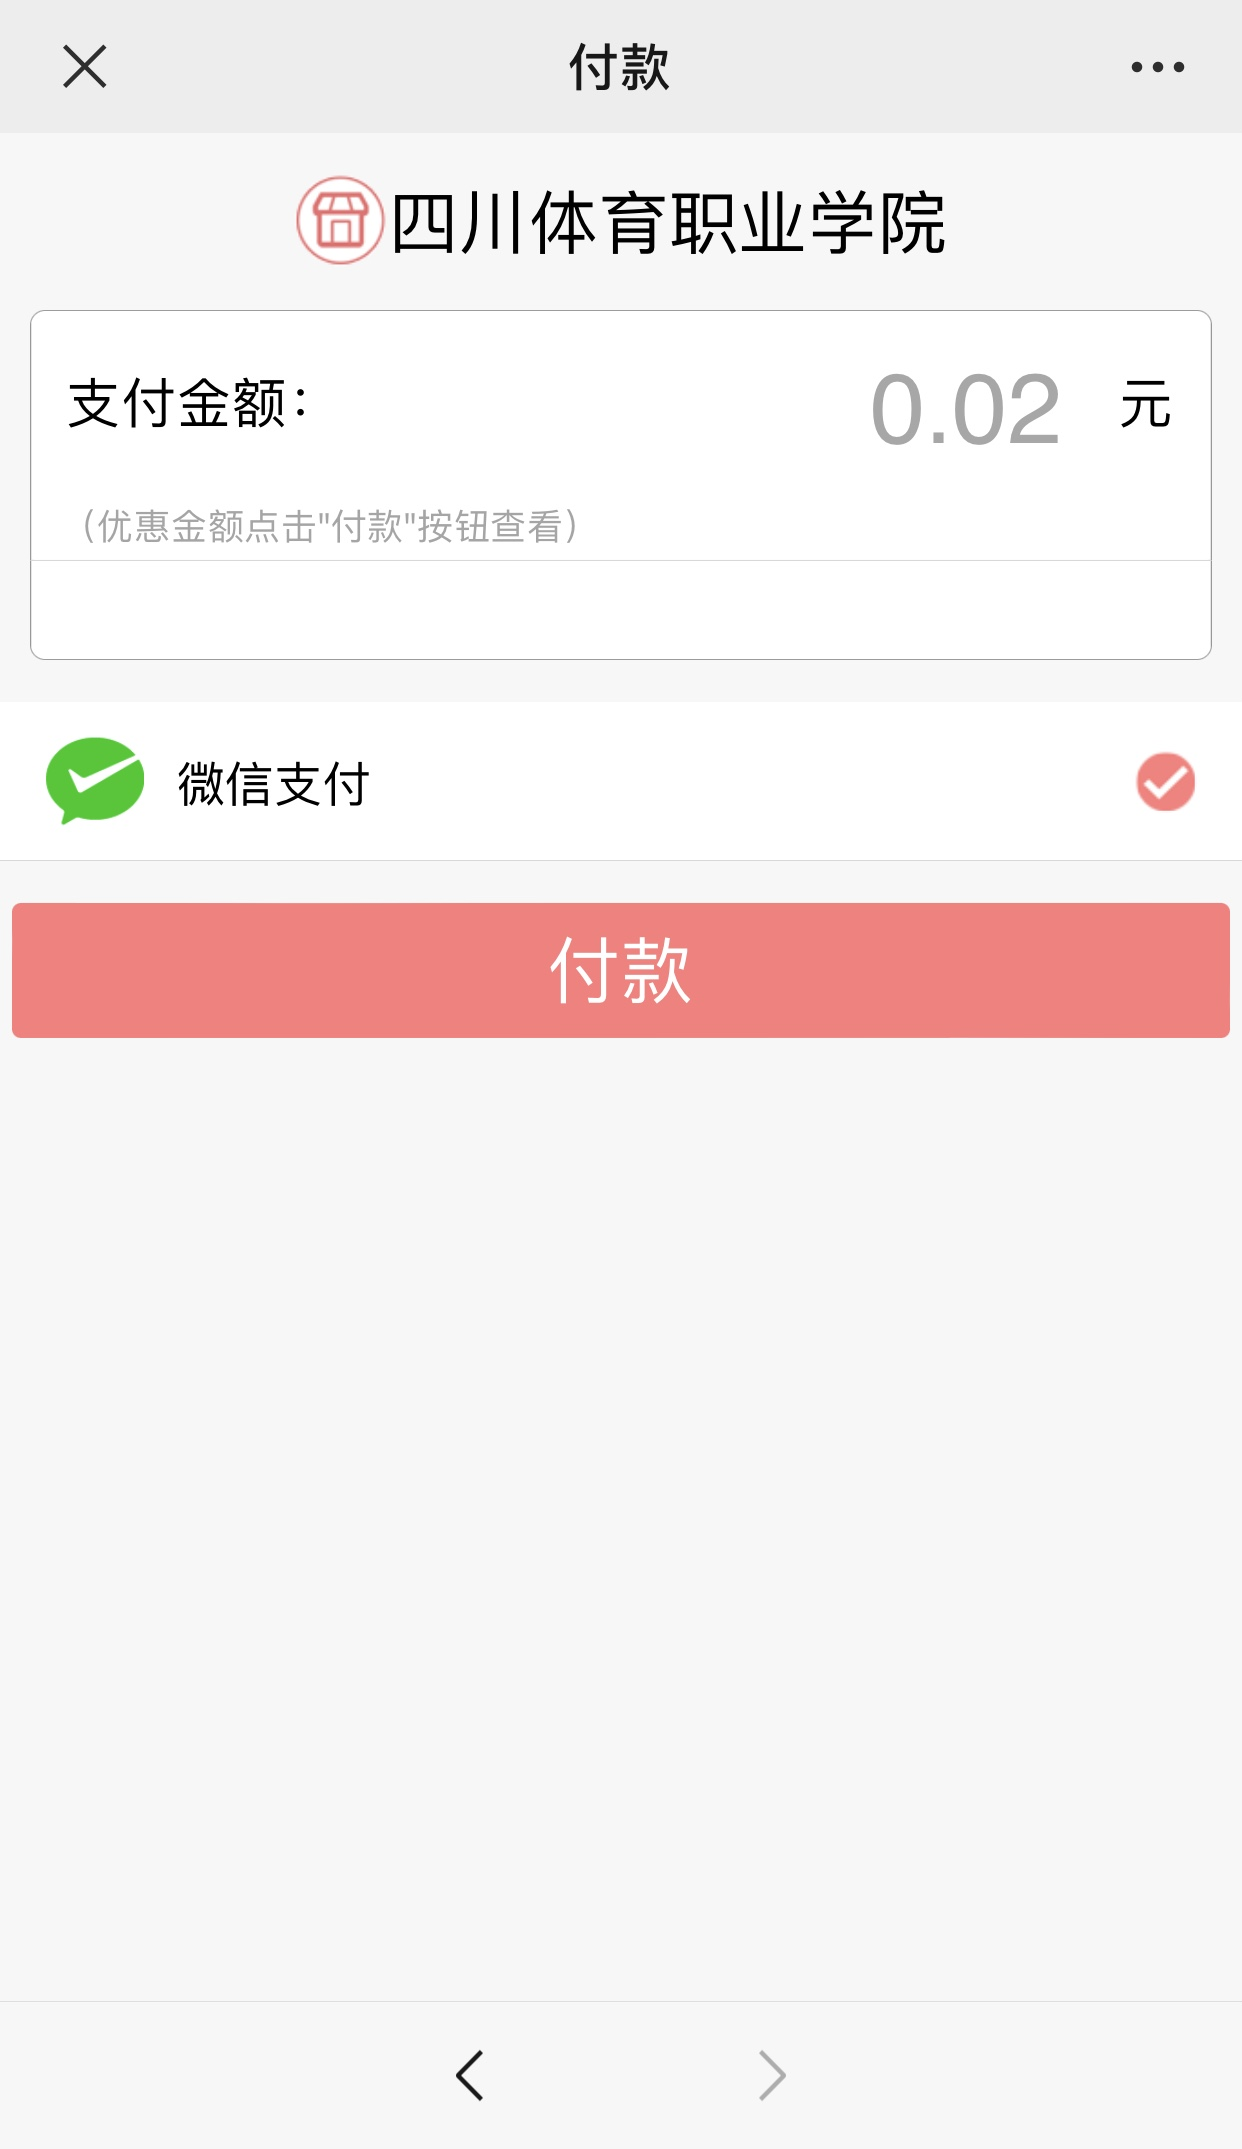 付款
四川体育职业学院
支付金额：
0.02 元
（优惠金额点击"付款"按钮查看）
微信支付
付款